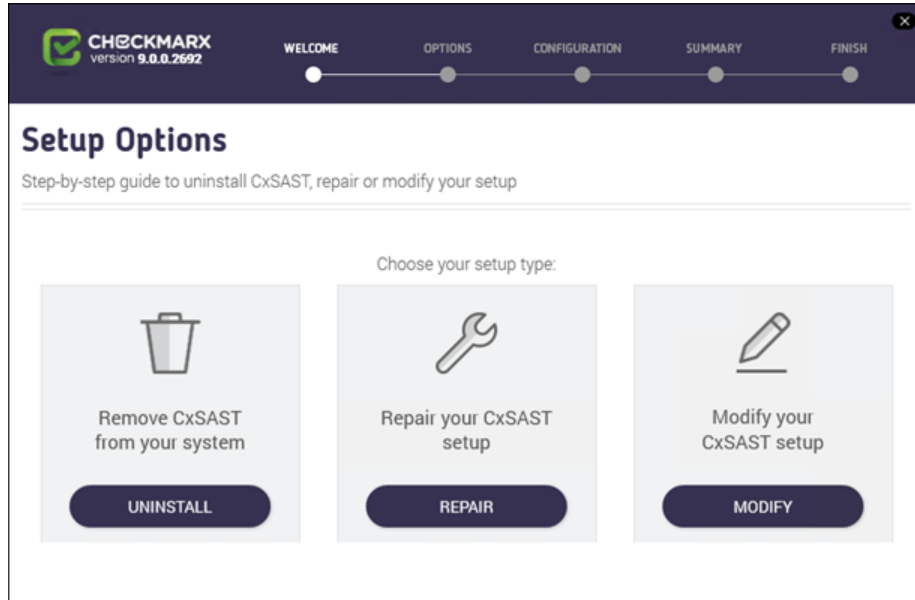 CHECKMARX
version 9.0.0.2692
WELCOME
OPTIONS
CONFIGURATION
SUMMARY
FINISH
Setup Options
Step-by-step guide to uninstall CxSAST, repair or modify your setup
Choose your setup type:
Remove CxSAST
from your system
UNINSTALL
Repair your CxSAST
setup
REPAIR
Modify your
CxSAST setup
MODIFY